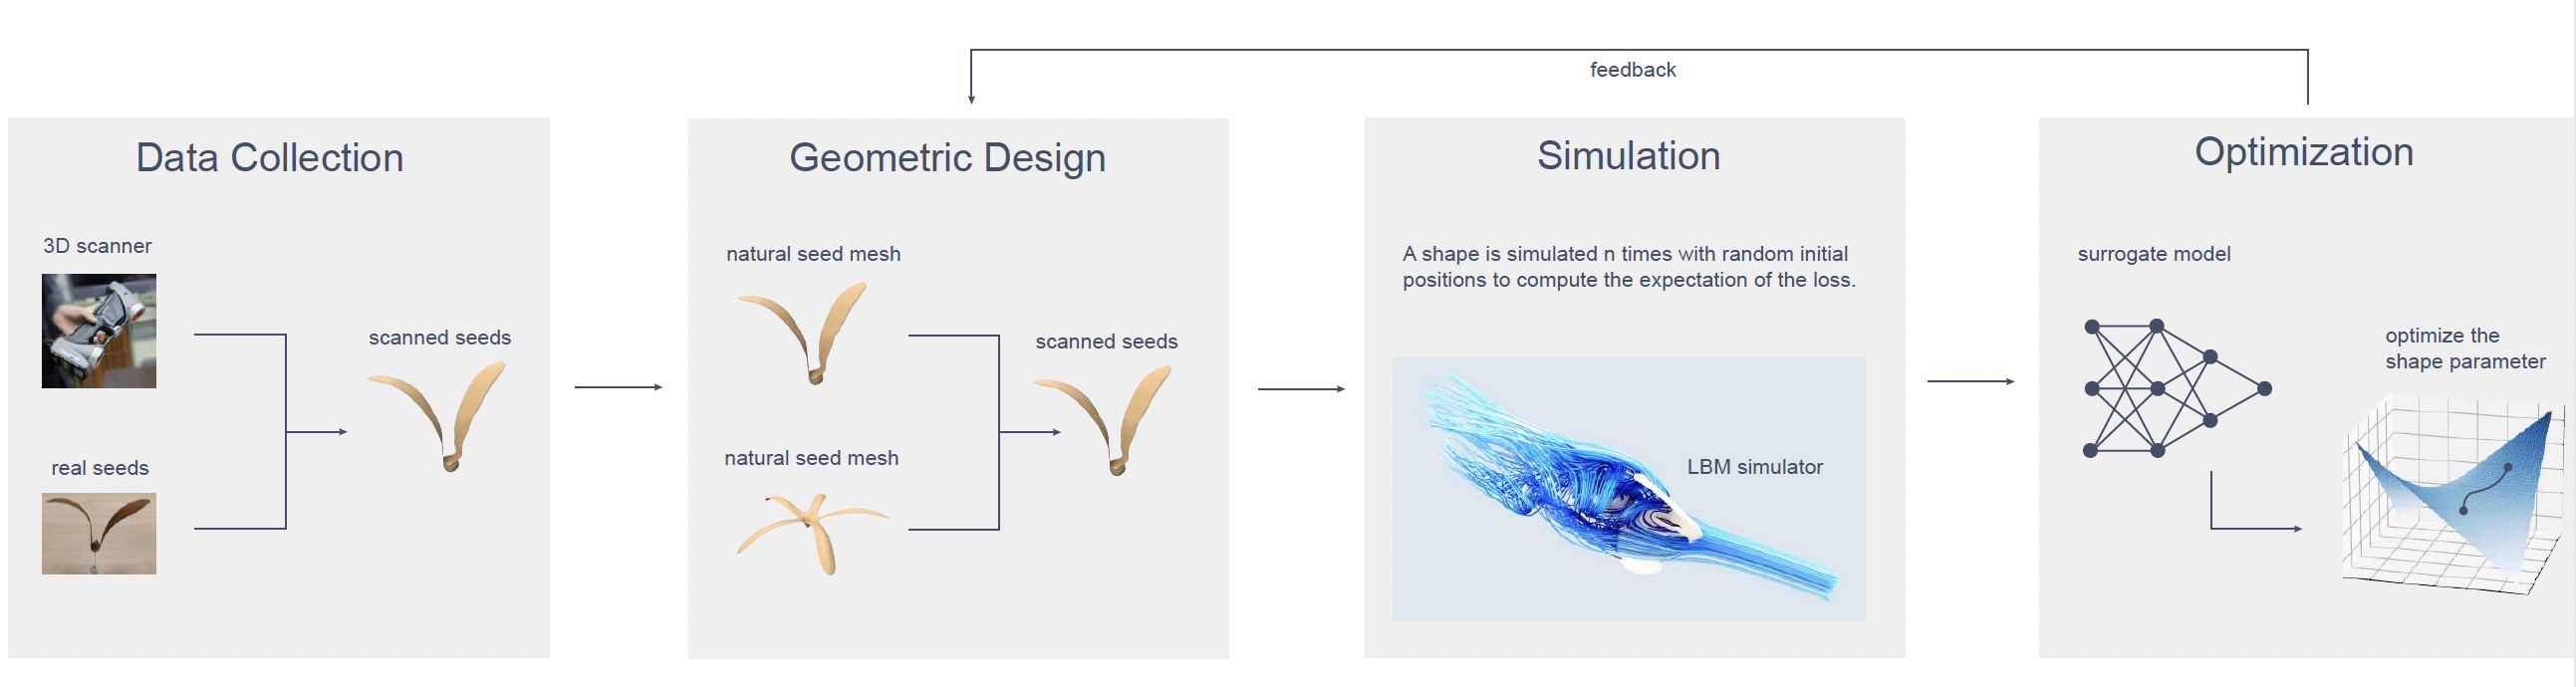 feedback
Data Collection
3D scanner
scanned seeds
real seeds
Geometric Design
natural seed mesh
scanned seeds
natural seed mesh
Simulation
A shape is simulated n times with random initial
positions to compute the expectation of the loss.
LBM simulator
Optimization
surrogate model
optimize the
shape parameter